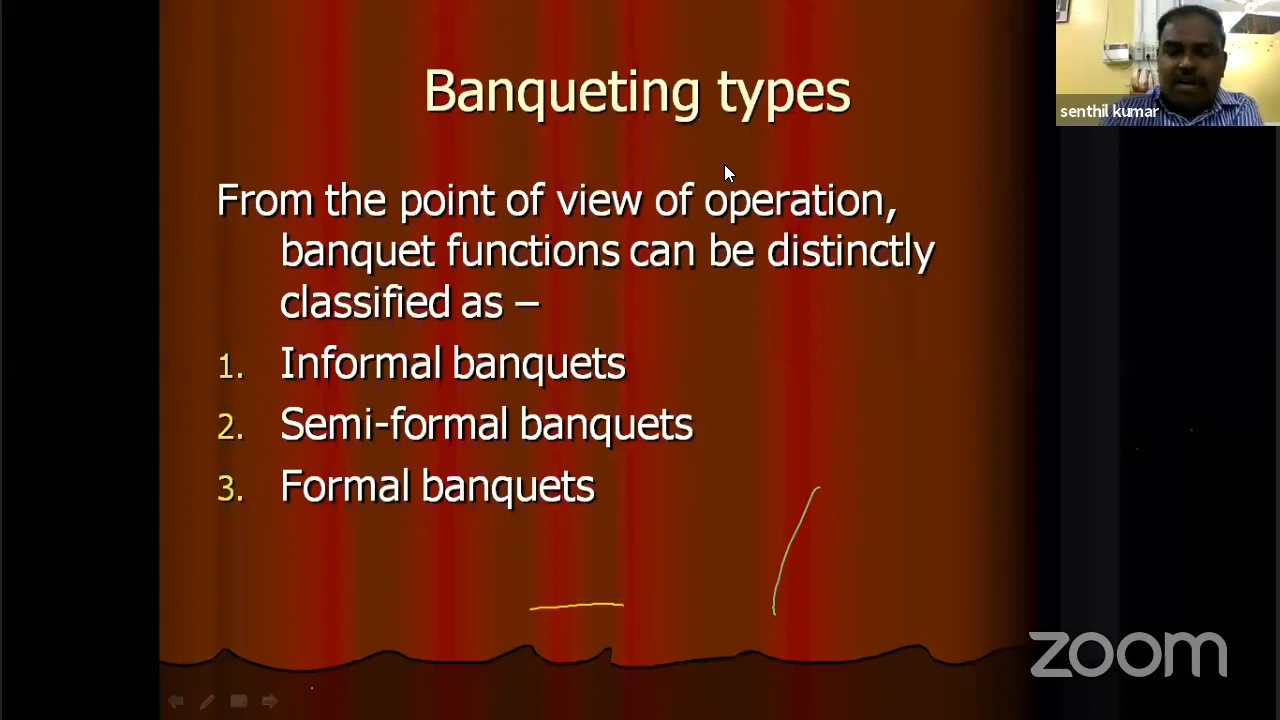 Banqueting types
senthil kumar
From the point of view of operation,
banquet functions can be distinctly
classified as –
1. Informal banquets
2. Semi-formal banquets
3. Formal banquets
zoom